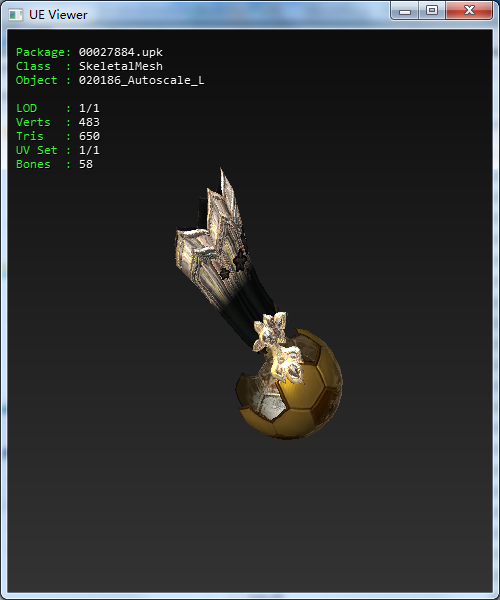 UE Viewer
Package: 00027884.upk
Class : SkeletalMesh
Object : 020186_Autoscale_L
LOD : 1/1
Verts : 483
Tris : 650
UV Set : 1/1
Bones : 58